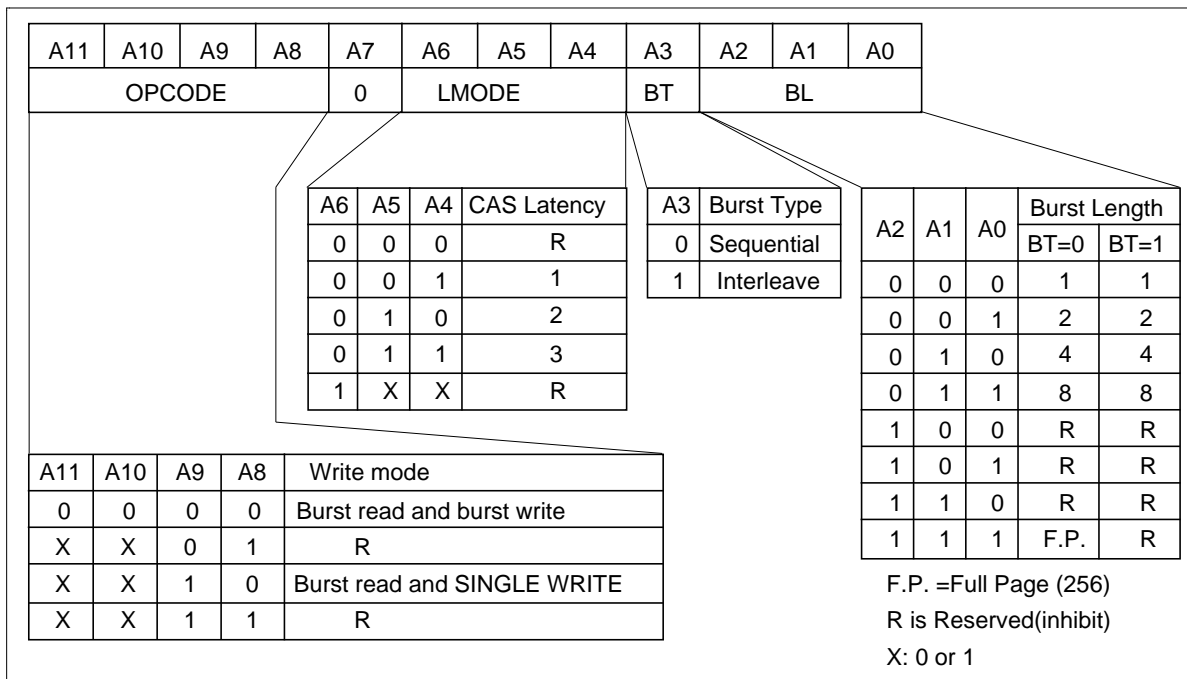 A11 A10 A9 A8 A7 A6 A5 A4 A3 A2 A1 A0
OPCODE 0 LMODE BT BL
A6 A5 A4 CAS Latency
0 0 0 R
0 0 1 1
0 1 0 2
0 1 1 3
1 X X R
A3 Burst Type
0 Sequential
1 Interleave
A2 A1 A0 Burst Length
BT=0 BT=1
0 0 0 1 1
0 0 1 2 2
0 1 0 4 4
0 1 1 8 8
1 0 0 R R
1 0 1 R R
1 1 0 R R
1 1 1 F.P. R
F.P. =Full Page (256)
R is Reserved(inhibit)
X: 0 or 1
A11 A10 A9 A8 Write mode
0 0 0 0 Burst read and burst write
X X 0 1 R
X X 1 0 Burst read and SINGLE WRITE
X X 1 1 R